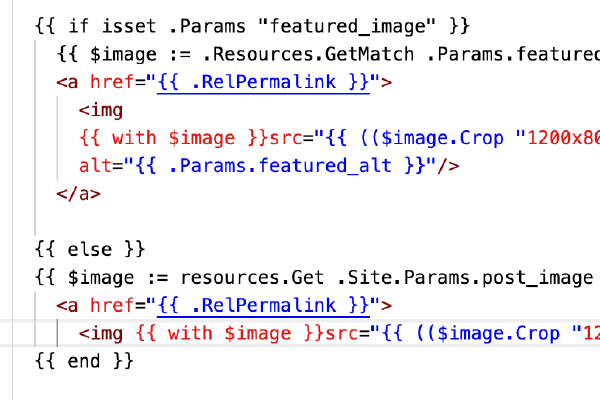 {{ if isset .Params "featured_image" }}
{{ $image := .Resources.GetMatch .Params.featured
<a href="{{ .RelPermalink }}">
<img
{{ with $image }}src="{{ (($image.Crop "1200x80
alt="{{ .Params.featured_alt }}"/>
</a>
{{ else }}
{{ $image := resources.Get .Site.Params.post_image
<a href="{{ .RelPermalink }}">
<img {{ with $image }}src="{{ (($image.Crop "12
{{ end }}